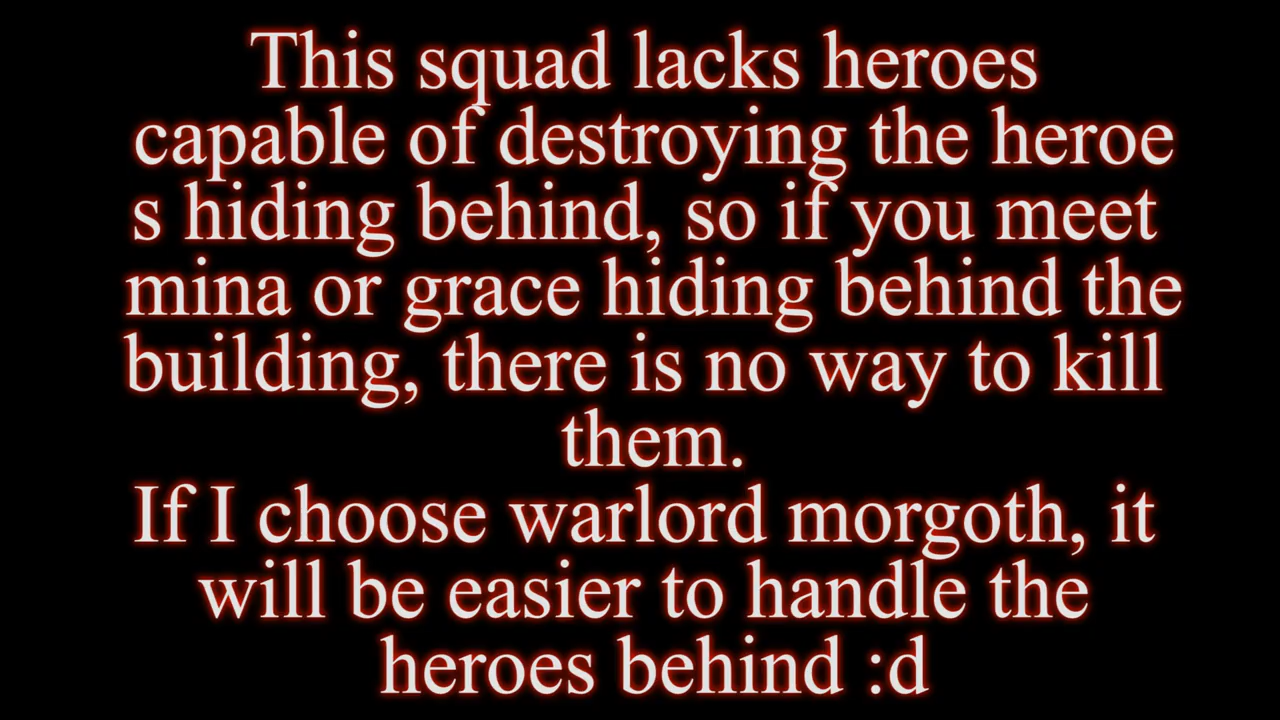 This squad lacks heroes
capable of destroying the heroe
s hiding behind, so if you meet
mina or grace hiding behind the
building, there is no way to kill
them.
If I choose warlord morgoth, it
will be easier to handle the
heroes behind :d